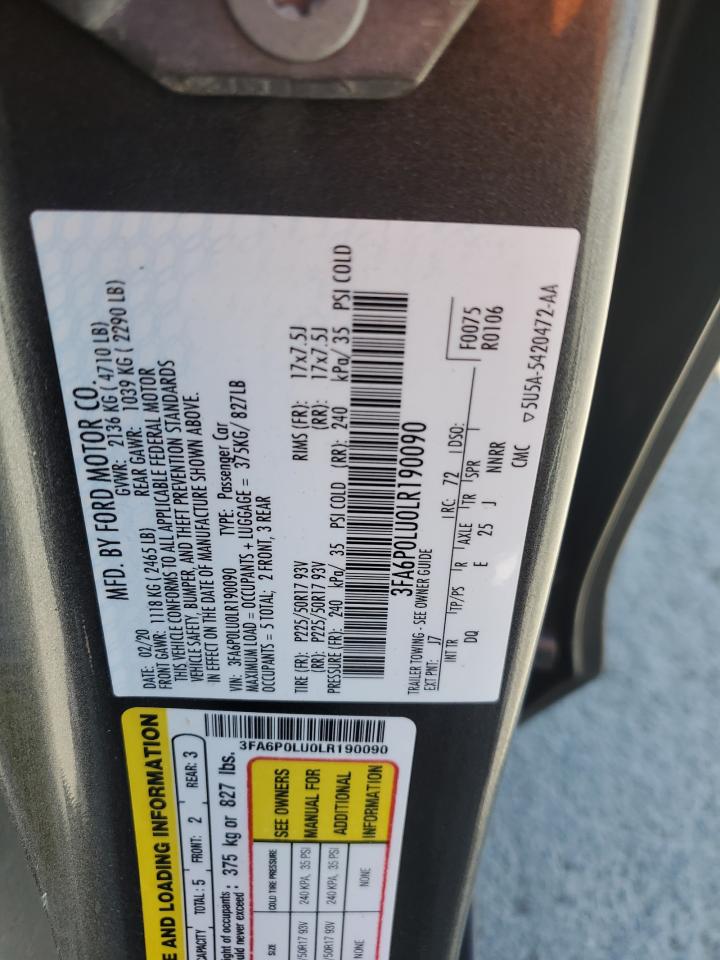 MFD. BY FORD MOTOR CO.
DATE: 02/20 GVWR: 2136 KG ( 4710 LB)
FRONT GAWR: 1118 KG ( 2465 LB) REAR GAWR: 1039 KG ( 2290 LB)
THIS VEHICLE CONFORMS TO ALL APPLICABLE FEDERAL MOTOR
VEHICLE SAFETY, BUMPER, AND THEFT PREVENTION STANDARDS
IN EFFECT ON THE DATE OF MANUFACTURE SHOWN ABOVE.
VIN: 3FA6P0LU0LR190090 TYPE: Passenger Car
MAXIMUM LOAD = OCCUPANTS + LUGGAGE = 375KG/ 827LB
OCCUPANTS = 5 TOTAL; 2 FRONT, 3 REAR
TIRE (FR): P225/50R17 93V RIMS (FR): 17x7.5J
(RR): P225/50R17 93V (RR): 17x7.5J
PRESSURE (FR): 240 kPa/ 35 PSI COLD (RR): 240 kPa/ 35 PSI COLD
3FA6P0LU0LR190090
F0075
R0106
TRAILER TOWING - SEE OWNER GUIDE
EXT PNT: J7 RC: 72 DSO:
INT TR TP/PS R AXLE TR SPR
DQ E 25 J NNRR
CMC
▽5U5A-5420472-AA
E AND LOADING INFORMATION
CAPACITY TOTAL: 5 FRONT: 2 REAR: 3
ight of occupants
uld never exceed : 375 kg or 827 lbs.
3FA6P0LU0LR190090
SIZE COLD TIRE PRESSURE SEE OWNERS
/50R17 93V 240 KPA, 35 PSI MANUAL FOR
/50R17 93V 240 KPA, 35 PSI ADDITIONAL
NONE NONE INFORMATION